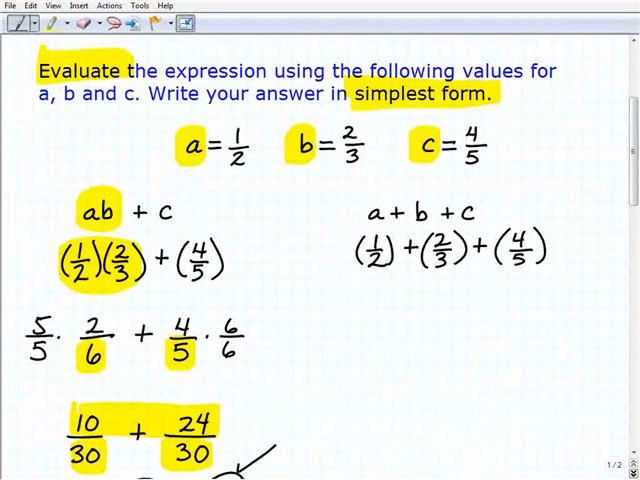 File Edit View Insert Actions Tools Help
Evaluate the expression using the following values for
a, b and c. Write your answer in simplest form.
a = 1/2 b = 2/3 c = 4/5
ab + c
(1/2)(2/3) + (4/5)
5/5 · 2/6 + 4/5 · 6/6
10/30 + 24/30
a + b + c
(1/2) + (2/3) + (4/5)
1/2